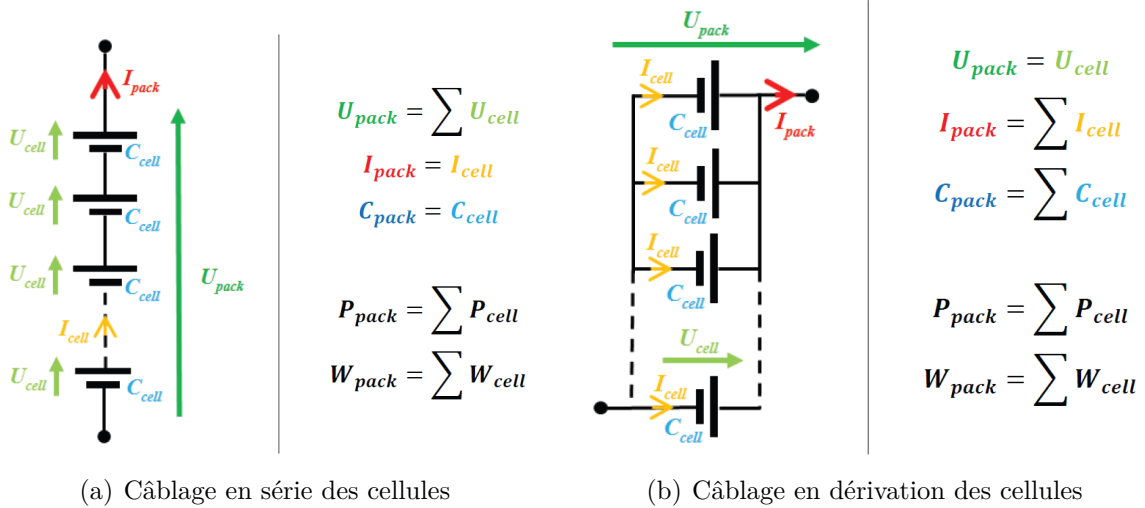 I_pack
U_cell
C_cell
U_cell
C_cell
U_cell
C_cell
U_pack
I_cell
U_cell
C_cell
U_pack = ∑ U_cell
I_pack = I_cell
C_pack = C_cell
P_pack = ∑ P_cell
W_pack = ∑ W_cell
(a) Câblage en série des cellules
U_pack
I_cell
C_cell
I_pack
I_cell
C_cell
I_cell
C_cell
U_cell
I_cell
C_cell
U_pack = U_cell
I_pack = ∑ I_cell
C_pack = ∑ C_cell
P_pack = ∑ P_cell
W_pack = ∑ W_cell
(b) Câblage en dérivation des cellules